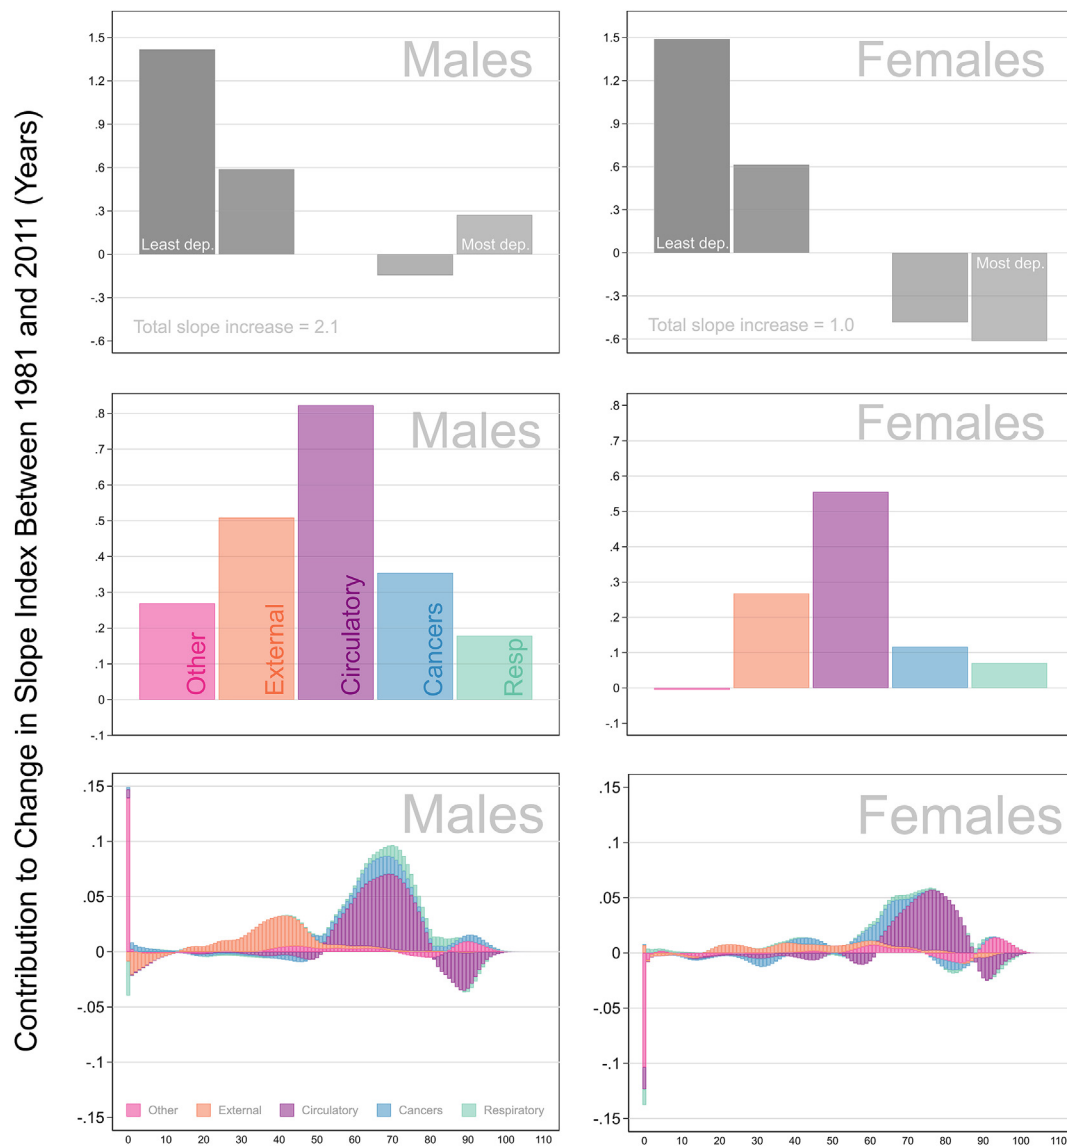 Contribution to Change in Slope Index Between 1981 and 2011 (Years)
Males
1.5
1.2
.9
.6
.3
0
-.3
-.6
Least dep.
Most dep.
Total slope increase = 2.1
Females
1.5
1.2
.9
.6
.3
0
-.3
-.6
Least dep.
Most dep.
Total slope increase = 1.0
Males
.8
.7
.6
.5
.4
.3
.2
.1
0
-.1
Other
External
Circulatory
Cancers
Resp
Females
.8
.7
.6
.5
.4
.3
.2
.1
0
-.1
Males
.15
.1
.05
0
-.05
-.1
-.15
Other External Circulatory Cancers Respiratory
0 10 20 30 40 50 60 70 80 90 100 110
Females
.15
.1
.05
0
-.05
-.1
-.15
0 10 20 30 40 50 60 70 80 90 100 110